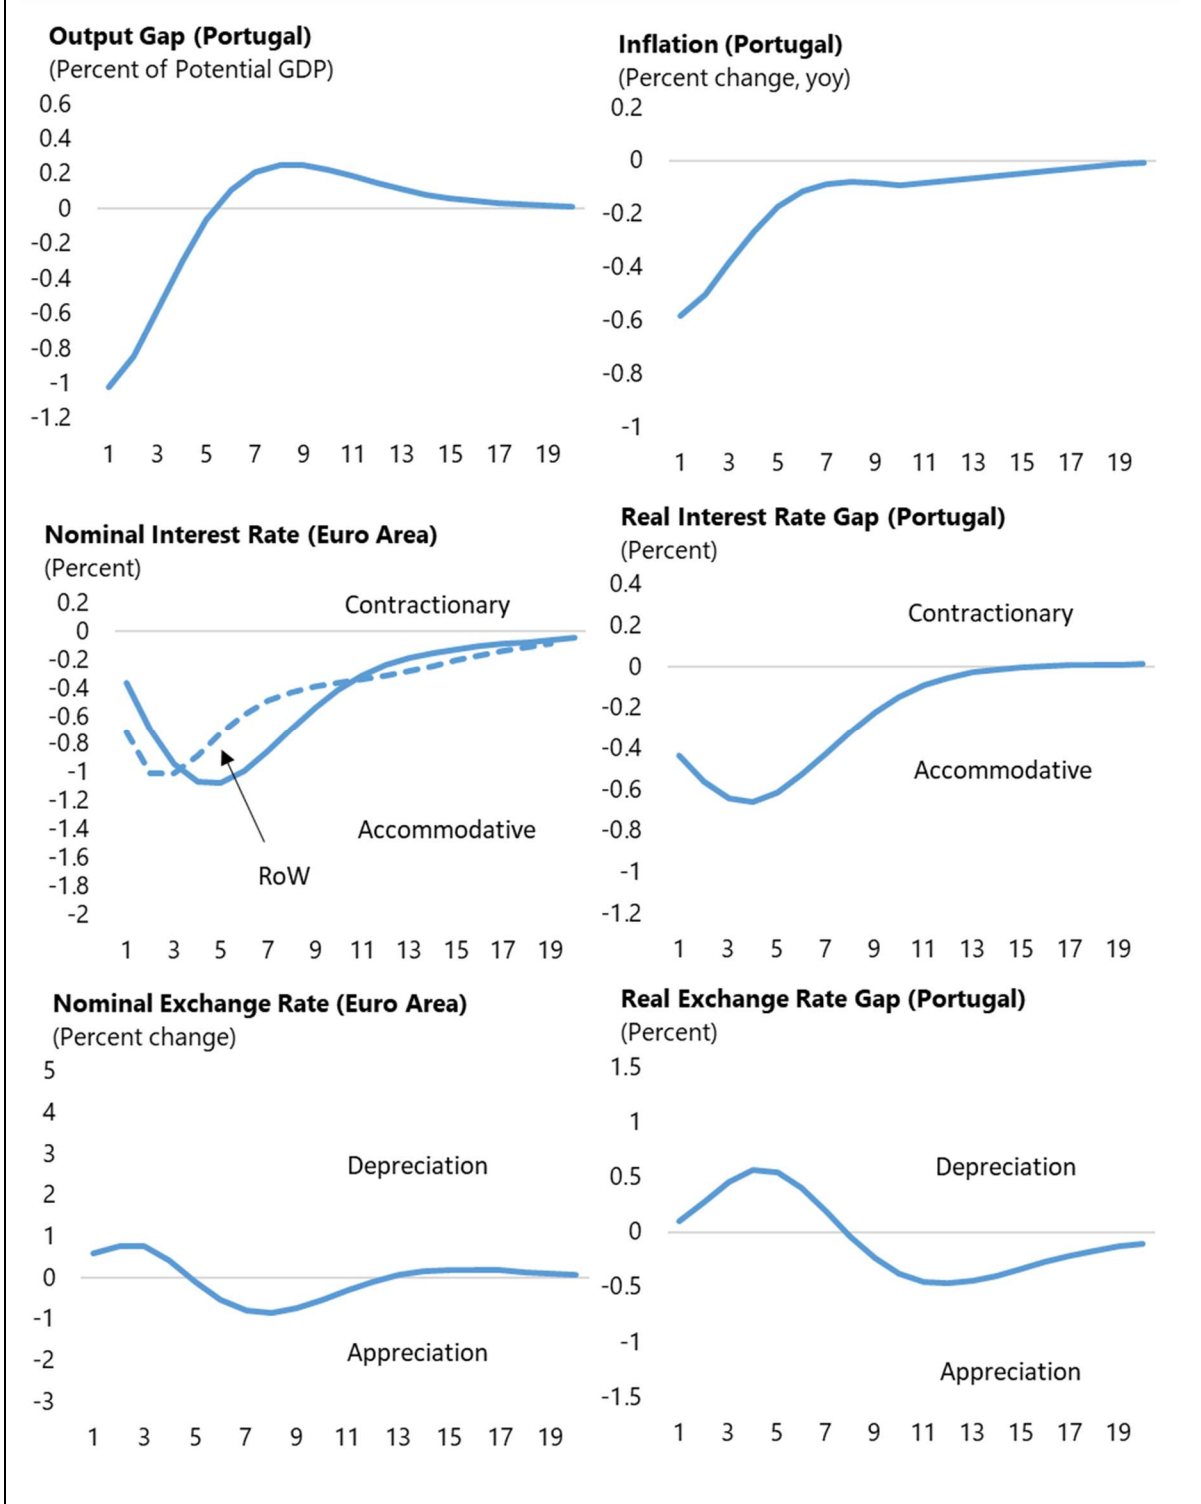 Output Gap (Portugal)
(Percent of Potential GDP)
0.6
0.4
0.2
0
-0.2
-0.4
-0.6
-0.8
-1
-1.2
1 3 5 7 9 11 13 15 17 19
Inflation (Portugal)
(Percent change, yoy)
0.2
0
-0.2
-0.4
-0.6
-0.8
-1
1 3 5 7 9 11 13 15 17 19
Nominal Interest Rate (Euro Area)
(Percent)
0.2
0
-0.2
-0.4
-0.6
-0.8
-1
-1.2
-1.4
-1.6
-1.8
-2
Contractionary
Accommodative
RoW
1 3 5 7 9 11 13 15 17 19
Real Interest Rate Gap (Portugal)
(Percent)
0.4
0.2
0
-0.2
-0.4
-0.6
-0.8
-1
-1.2
Contractionary
Accommodative
1 3 5 7 9 11 13 15 17 19
Nominal Exchange Rate (Euro Area)
(Percent change)
5
4
3
2
1
0
-1
-2
-3
Depreciation
Appreciation
1 3 5 7 9 11 13 15 17 19
Real Exchange Rate Gap (Portugal)
(Percent)
1.5
1
0.5
0
-0.5
-1
-1.5
Depreciation
Appreciation
1 3 5 7 9 11 13 15 17 19